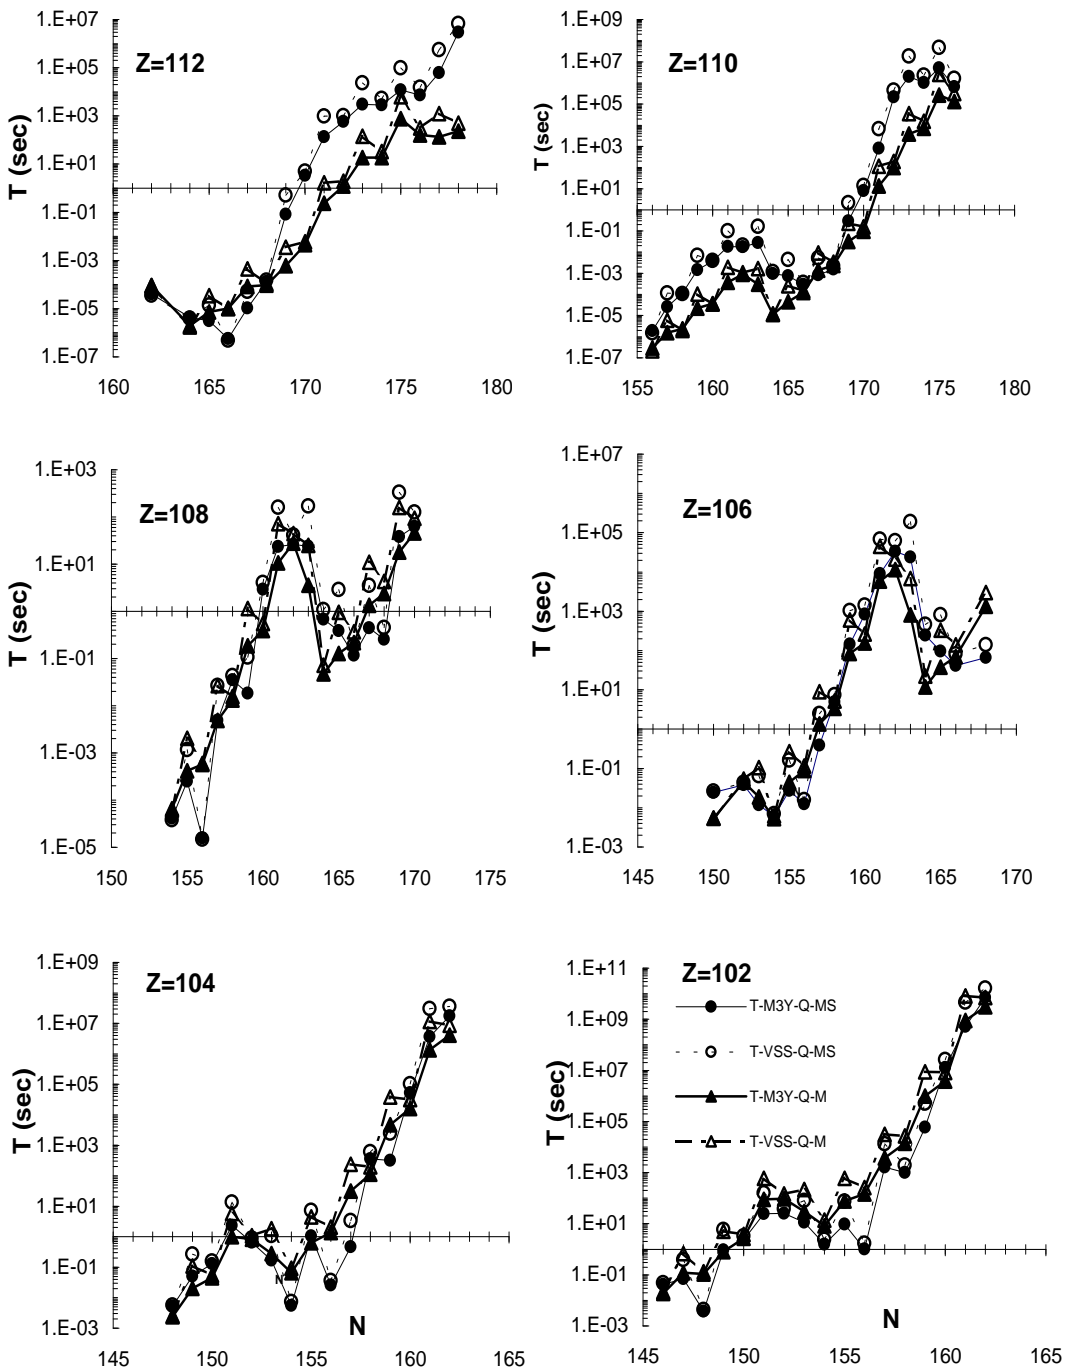 Z=112
T (sec)
1.E+07
1.E+05
1.E+03
1.E+01
1.E-01
1.E-03
1.E-05
1.E-07
160 165 170 175 180
Z=110
T (sec)
1.E+09
1.E+07
1.E+05
1.E+03
1.E+01
1.E-01
1.E-03
1.E-05
1.E-07
155 160 165 170 175 180
Z=108
T (sec)
1.E+03
1.E+01
1.E-01
1.E-03
1.E-05
150 155 160 165 170 175
Z=106
T (sec)
1.E+07
1.E+05
1.E+03
1.E+01
1.E-01
1.E-03
145 150 155 160 165 170
Z=104
T (sec)
1.E+09
1.E+07
1.E+05
1.E+03
1.E+01
1.E-01
1.E-03
N
N
145 150 155 160 165
Z=102
T (sec)
1.E+11
1.E+09
1.E+07
1.E+05
1.E+03
1.E+01
1.E-01
1.E-03
T-M3Y-Q-MS
T-VSS-Q-MS
T-M3Y-Q-M
T-VSS-Q-M
N
145 150 155 160 165